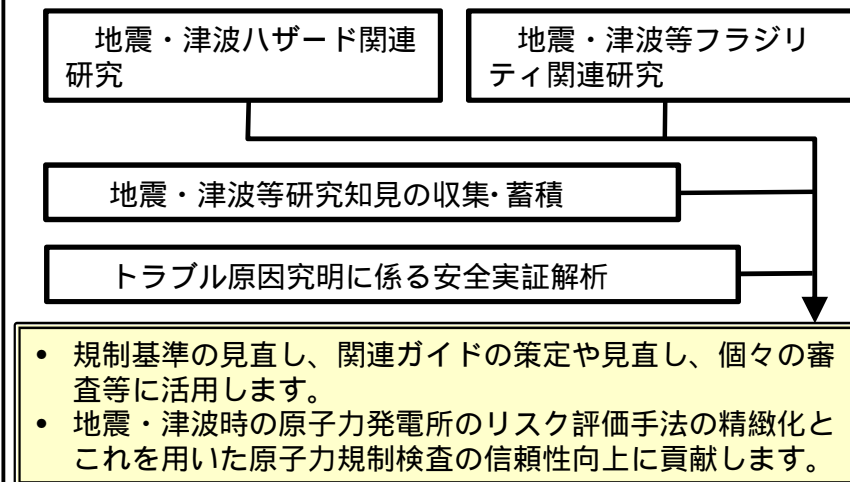 地震・津波ハザード関連
研究
地震・津波等フラジリ
ティ関連研究
地震・津波等研究知見の収集・蓄積
トラブル原因究明に係る安全実証解析
• 規制基準の見直し、関連ガイドの策定や見直し、個々の審
査等に活用します。
• 地震・津波時の原子力発電所のリスク評価手法の精緻化と
これを用いた原子力規制検査の信頼性向上に貢献します。